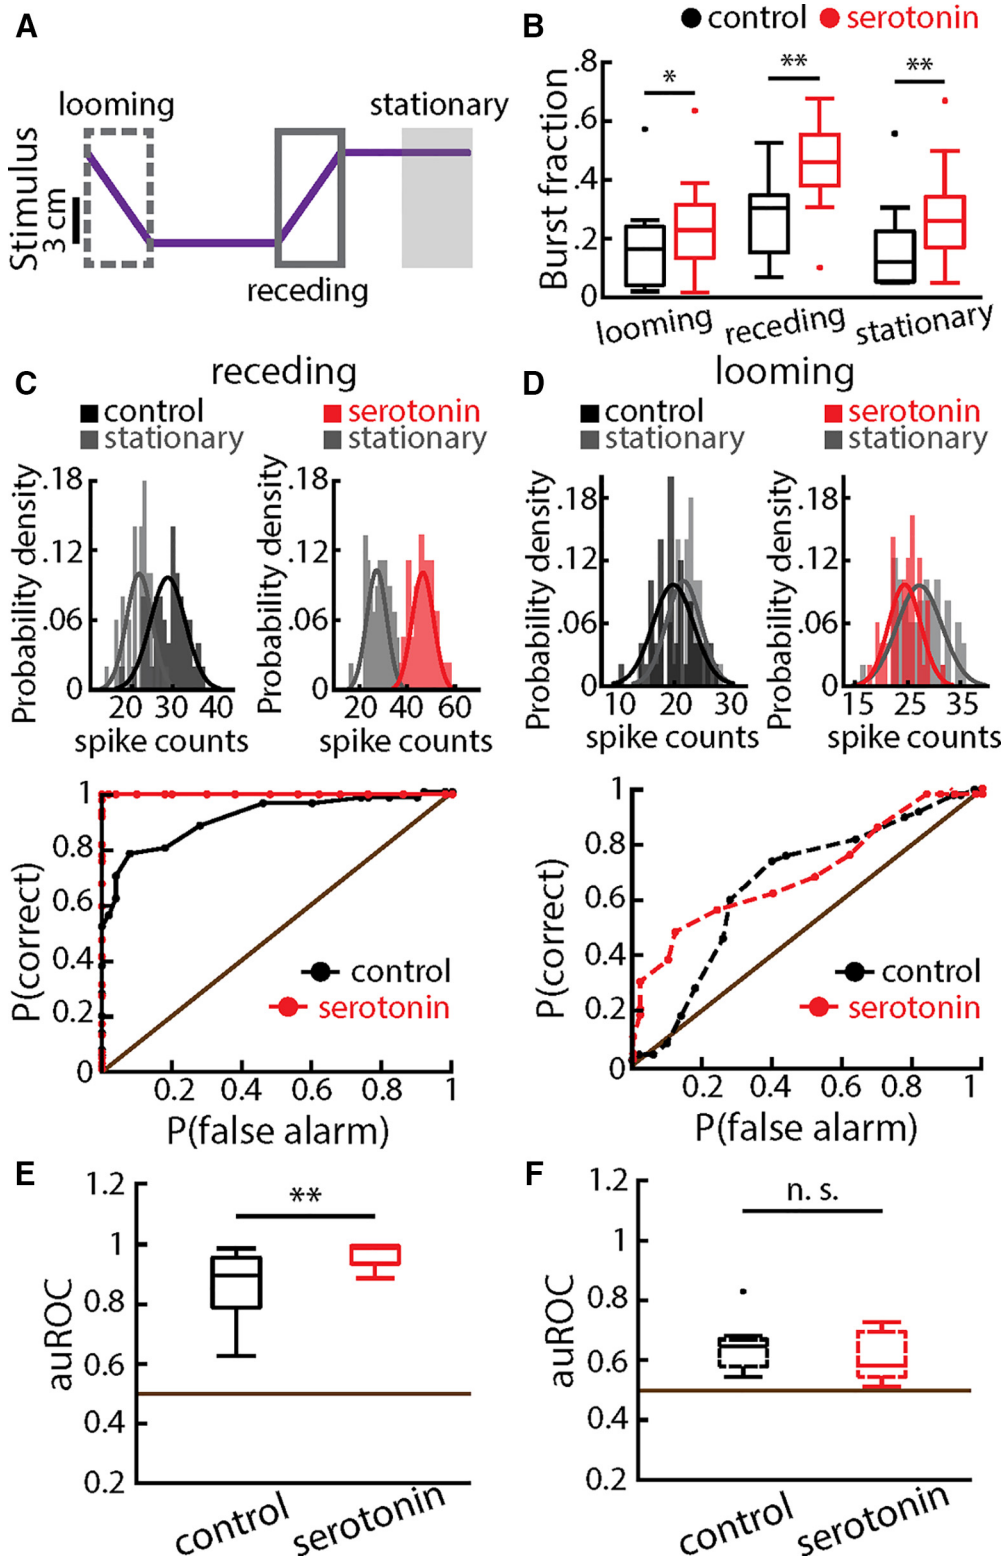 A
looming
stationary
Stimulus
3 cm
receding
B
control
serotonin
*
**
**
Burst fraction
.8
.6
.4
.2
0
looming
receding
stationary
C
receding
control
serotonin
stationary
stationary
Probability density
.18
.12
.06
0
20 30 40
spike counts
Probability density
.18
.12
.06
0
20 40 60
spike counts
P(correct)
1
0.8
0.6
0.4
0.2
0
control
serotonin
0.2 0.4 0.6 0.8 1
P(false alarm)
D
looming
control
serotonin
stationary
stationary
Probability density
.18
.12
.06
0
10 20 30
spike counts
Probability density
.18
.12
.06
0
15 25 35
spike counts
P(correct)
1
0.8
0.6
0.4
0.2
0
control
serotonin
0.2 0.4 0.6 0.8 1
P(false alarm)
E
auROC
1.2
1
0.8
0.6
0.4
0.2
**
control
serotonin
F
auROC
1.2
1
0.8
0.6
0.4
0.2
n. s.
control
serotonin